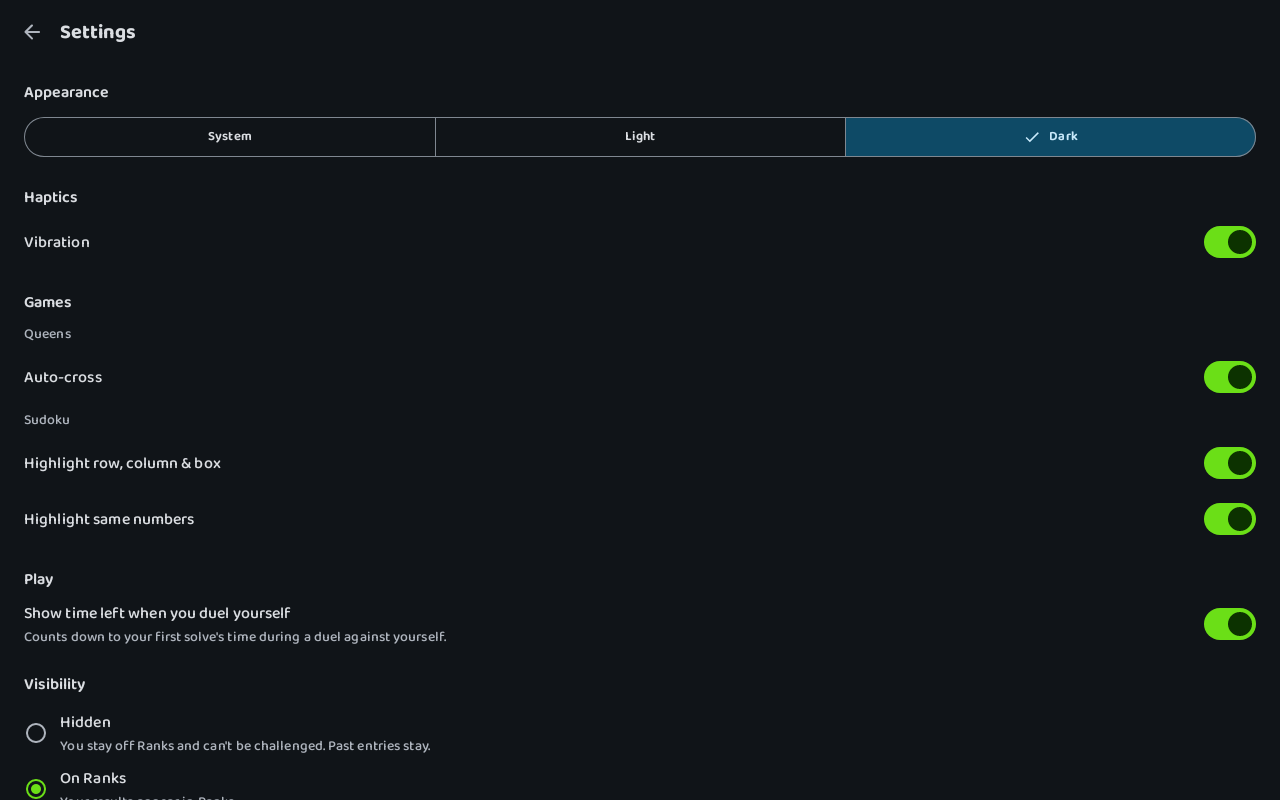 Settings
Appearance
System
Light
Dark
Haptics
Vibration
Games
Queens
Auto-cross
Sudoku
Highlight row, column & box
Highlight same numbers
Play
Show time left when you duel yourself
Counts down to your first solve's time during a duel against yourself.
Visibility
Hidden
You stay off Ranks and can't be challenged. Past entries stay.
On Ranks